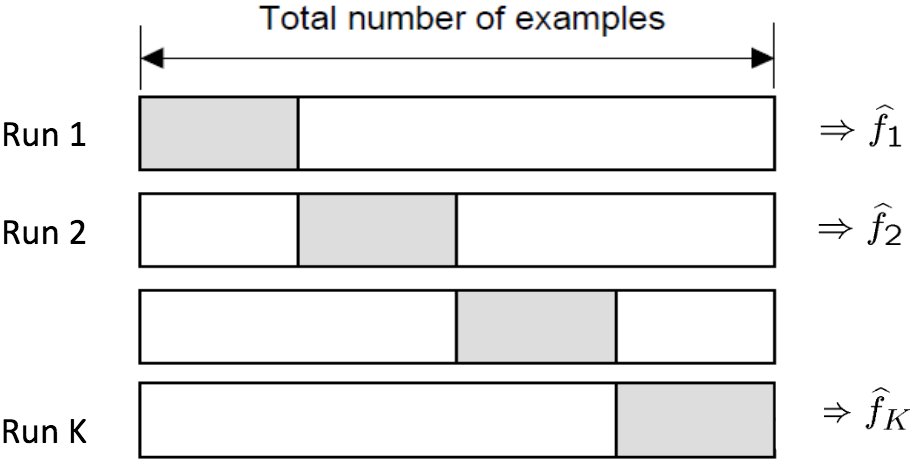 Total number of examples
Run 1 ⇒ f̂₁
Run 2 ⇒ f̂₂
Run K ⇒ f̂_K